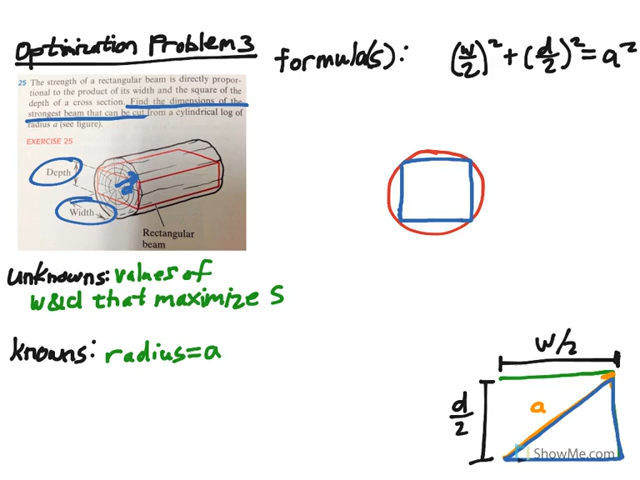 Optimization Problem 3
formula(s): (w/2)² + (d/2)² = a²
25 The strength of a rectangular beam is directly propor-
tional to the product of its width and the square of the
depth of a cross section. Find the dimensions of the
strongest beam that can be cut from a cylindrical log of
radius a (see figure).
EXERCISE 25
Depth
a
Width
Rectangular
beam
unknowns: values of
w&d that maximize S
knowns: radius = a
w/2
d/2
a
ShowMe.com